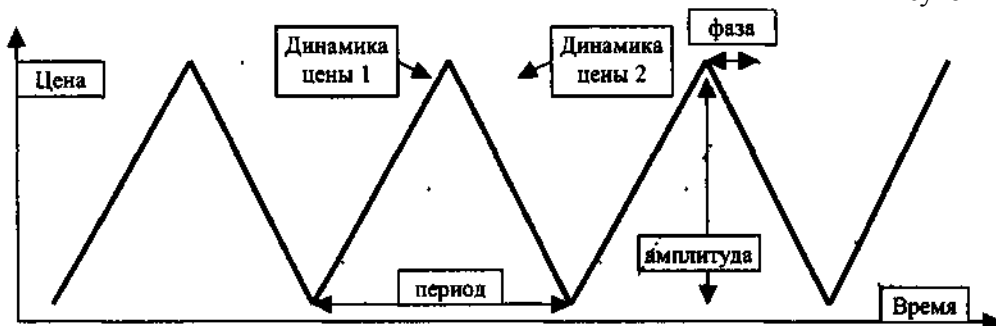 фаза
Динамика
цены 1
Динамика
цены 2
Цена
амплитуда
период
Время